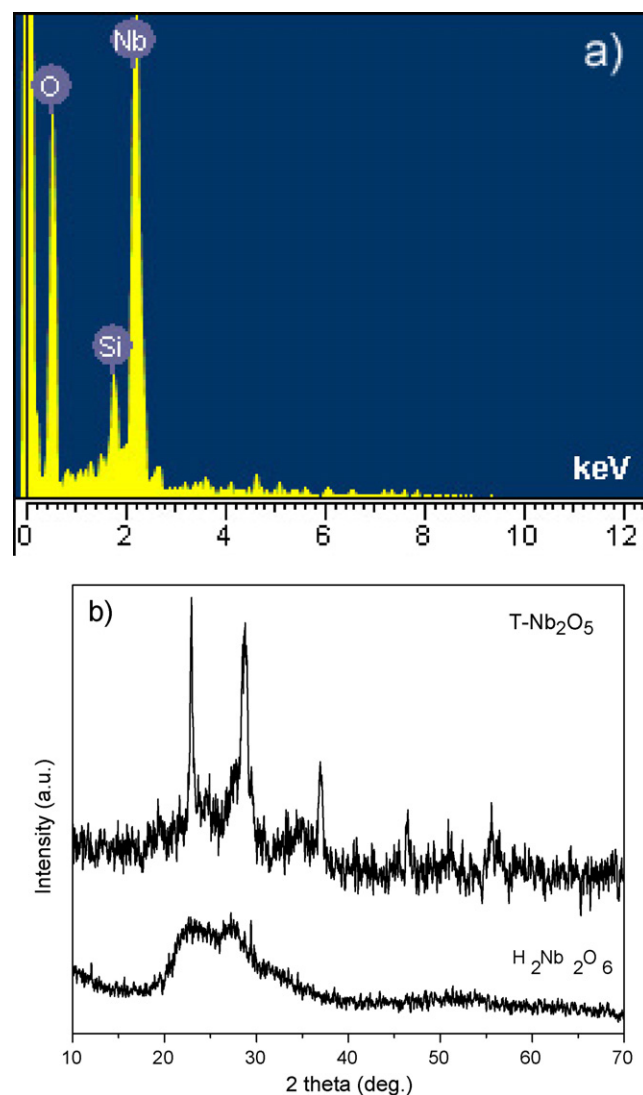 a)
Nb
O
Si
keV
0 2 4 6 8 10 12
b)
T-Nb₂O₅
H₂Nb₂O₆
Intensity (a.u.)
10 20 30 40 50 60 70
2 theta (deg.)